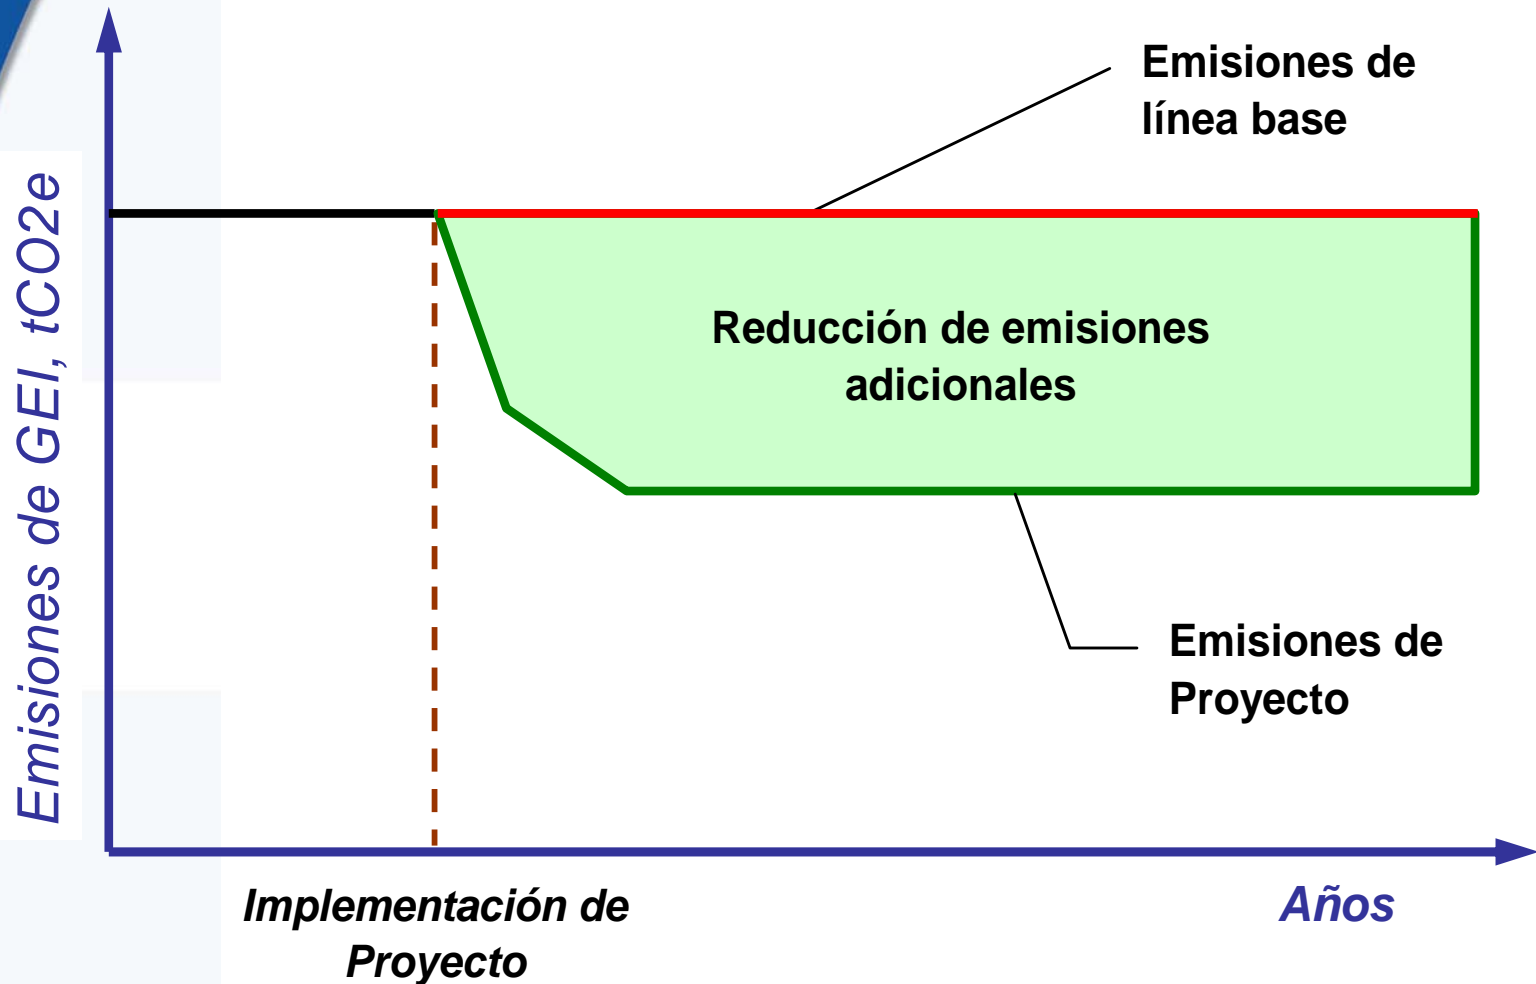 Emisiones de
línea base
Emisiones de GEI, tCO2e
Reducción de emisiones
adicionales
Emisiones de
Proyecto
Implementación de
Proyecto
Años